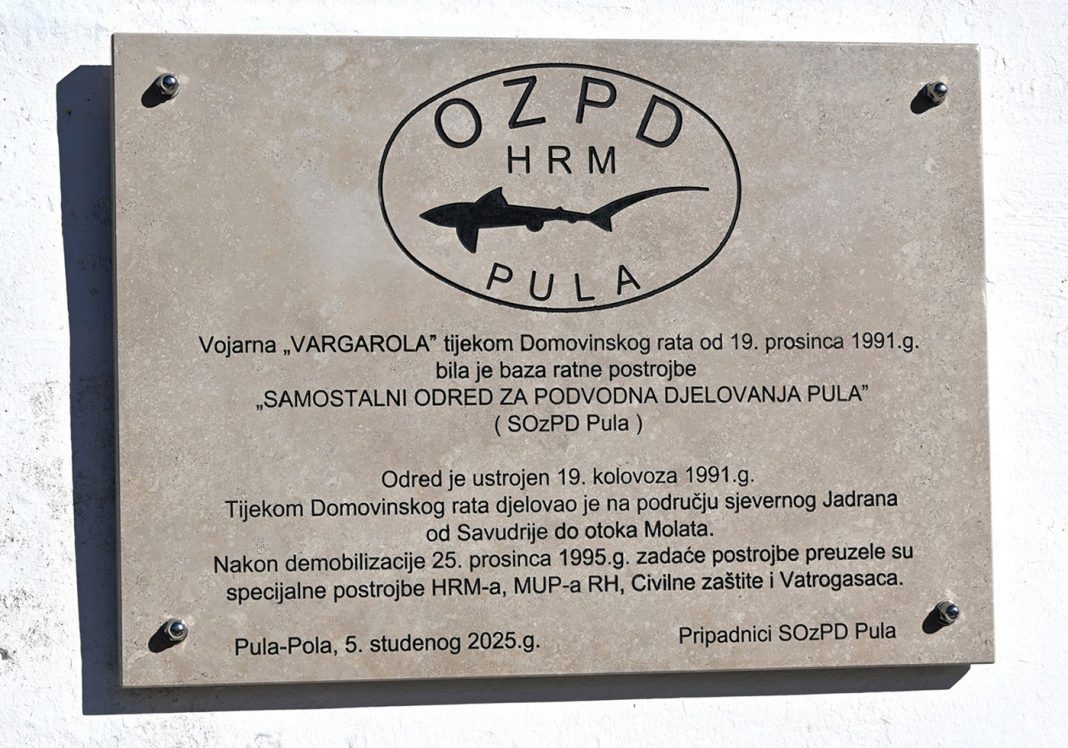 OZPD
HRM
PULA
Vojarna „VARGAROLA” tijekom Domovinskog rata od 19. prosinca 1991.g.
bila je baza ratne postrojbe
„SAMOSTALNI ODRED ZA PODVODNA DJELOVANJA PULA”
( SOzPD Pula )
Odred je ustrojen 19. kolovoza 1991.g.
Tijekom Domovinskog rata djelovao je na području sjevernog Jadrana
od Savudrije do otoka Molata.
Nakon demobilizacije 25. prosinca 1995.g. zadaće postrojbe preuzele su
specijalne postrojbe HRM-a, MUP-a RH, Civilne zaštite i Vatrogasaca.
Pula-Pola, 5. studenog 2025.g.
Pripadnici SOzPD Pula